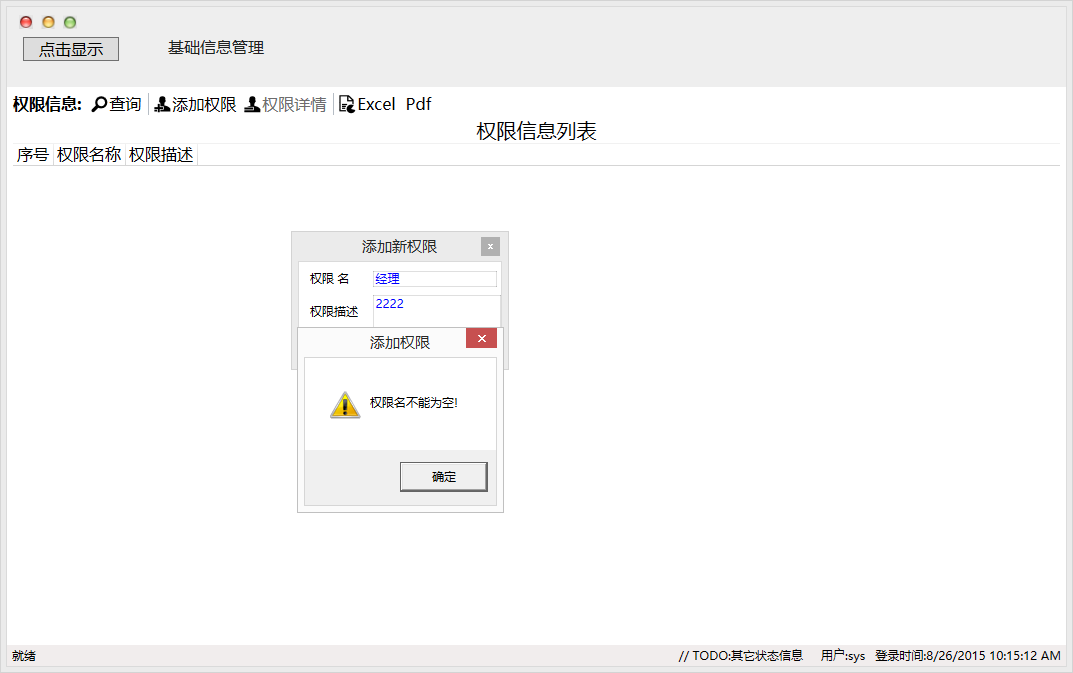 点击显示 基础信息管理
权限信息: 查询 添加权限 权限详情 Excel Pdf
权限信息列表
序号 权限名称 权限描述
添加新权限 x
权限 名 经理
权限描述 2222
添加权限
权限名不能为空!
确定
就绪 // TODO:其它状态信息 用户:sys 登录时间:8/26/2015 10:15:12 AM